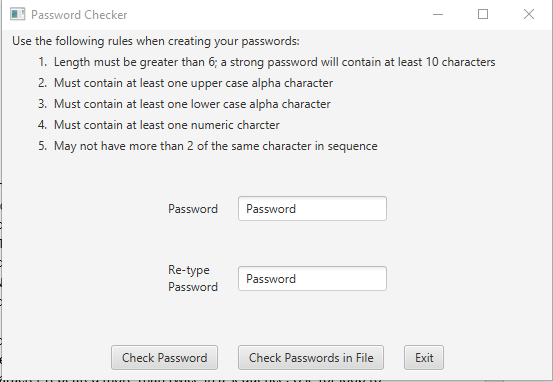 Password Checker
Use the following rules when creating your passwords:
1. Length must be greater than 6; a strong password will contain at least 10 characters
2. Must contain at least one upper case alpha character
3. Must contain at least one lower case alpha character
4. Must contain at least one numeric charcter
5. May not have more than 2 of the same character in sequence
Password Password
Re-type
Password Password
Check Password Check Passwords in File Exit